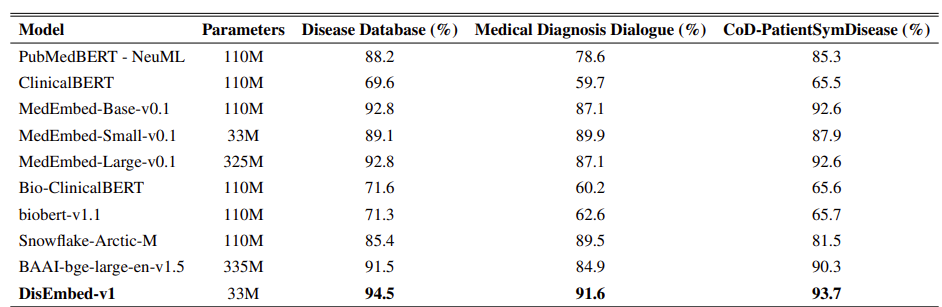 Model Parameters Disease Database (%) Medical Diagnosis Dialogue (%) CoD-PatientSymDisease (%)
PubMedBERT - NeuML 110M 88.2 78.6 85.3
ClinicalBERT 110M 69.6 59.7 65.5
MedEmbed-Base-v0.1 110M 92.8 87.1 92.6
MedEmbed-Small-v0.1 33M 89.1 89.9 87.9
MedEmbed-Large-v0.1 325M 92.8 87.1 92.6
Bio-ClinicalBERT 110M 71.6 60.2 65.6
biobert-v1.1 110M 71.3 62.6 65.7
Snowflake-Arctic-M 110M 85.4 89.5 81.5
BAAI-bge-large-en-v1.5 335M 91.5 84.9 90.3
DisEmbed-v1 33M 94.5 91.6 93.7